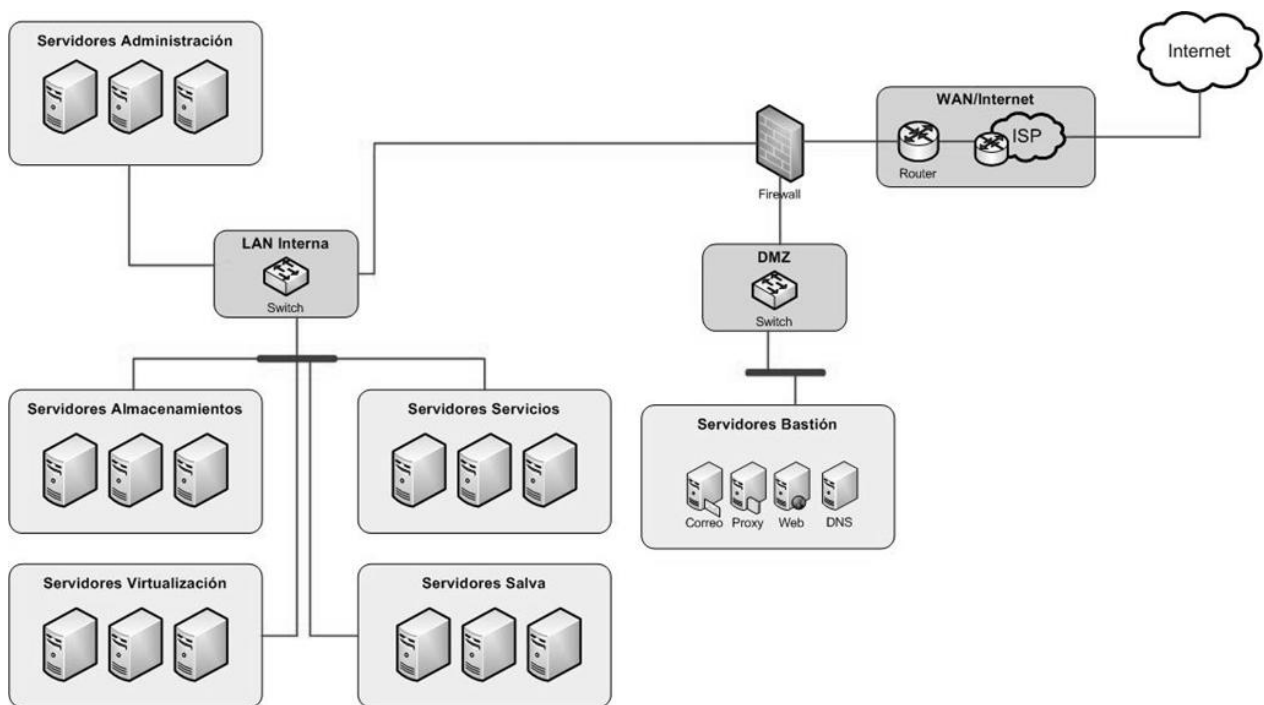 Servidores Administración
Internet
WAN/Internet
ISP
Router
Firewall
LAN Interna
Switch
DMZ
Switch
Servidores Almacenamientos
Servidores Servicios
Servidores Bastión
Correo
Proxy
Web
DNS
Servidores Virtualización
Servidores Salva